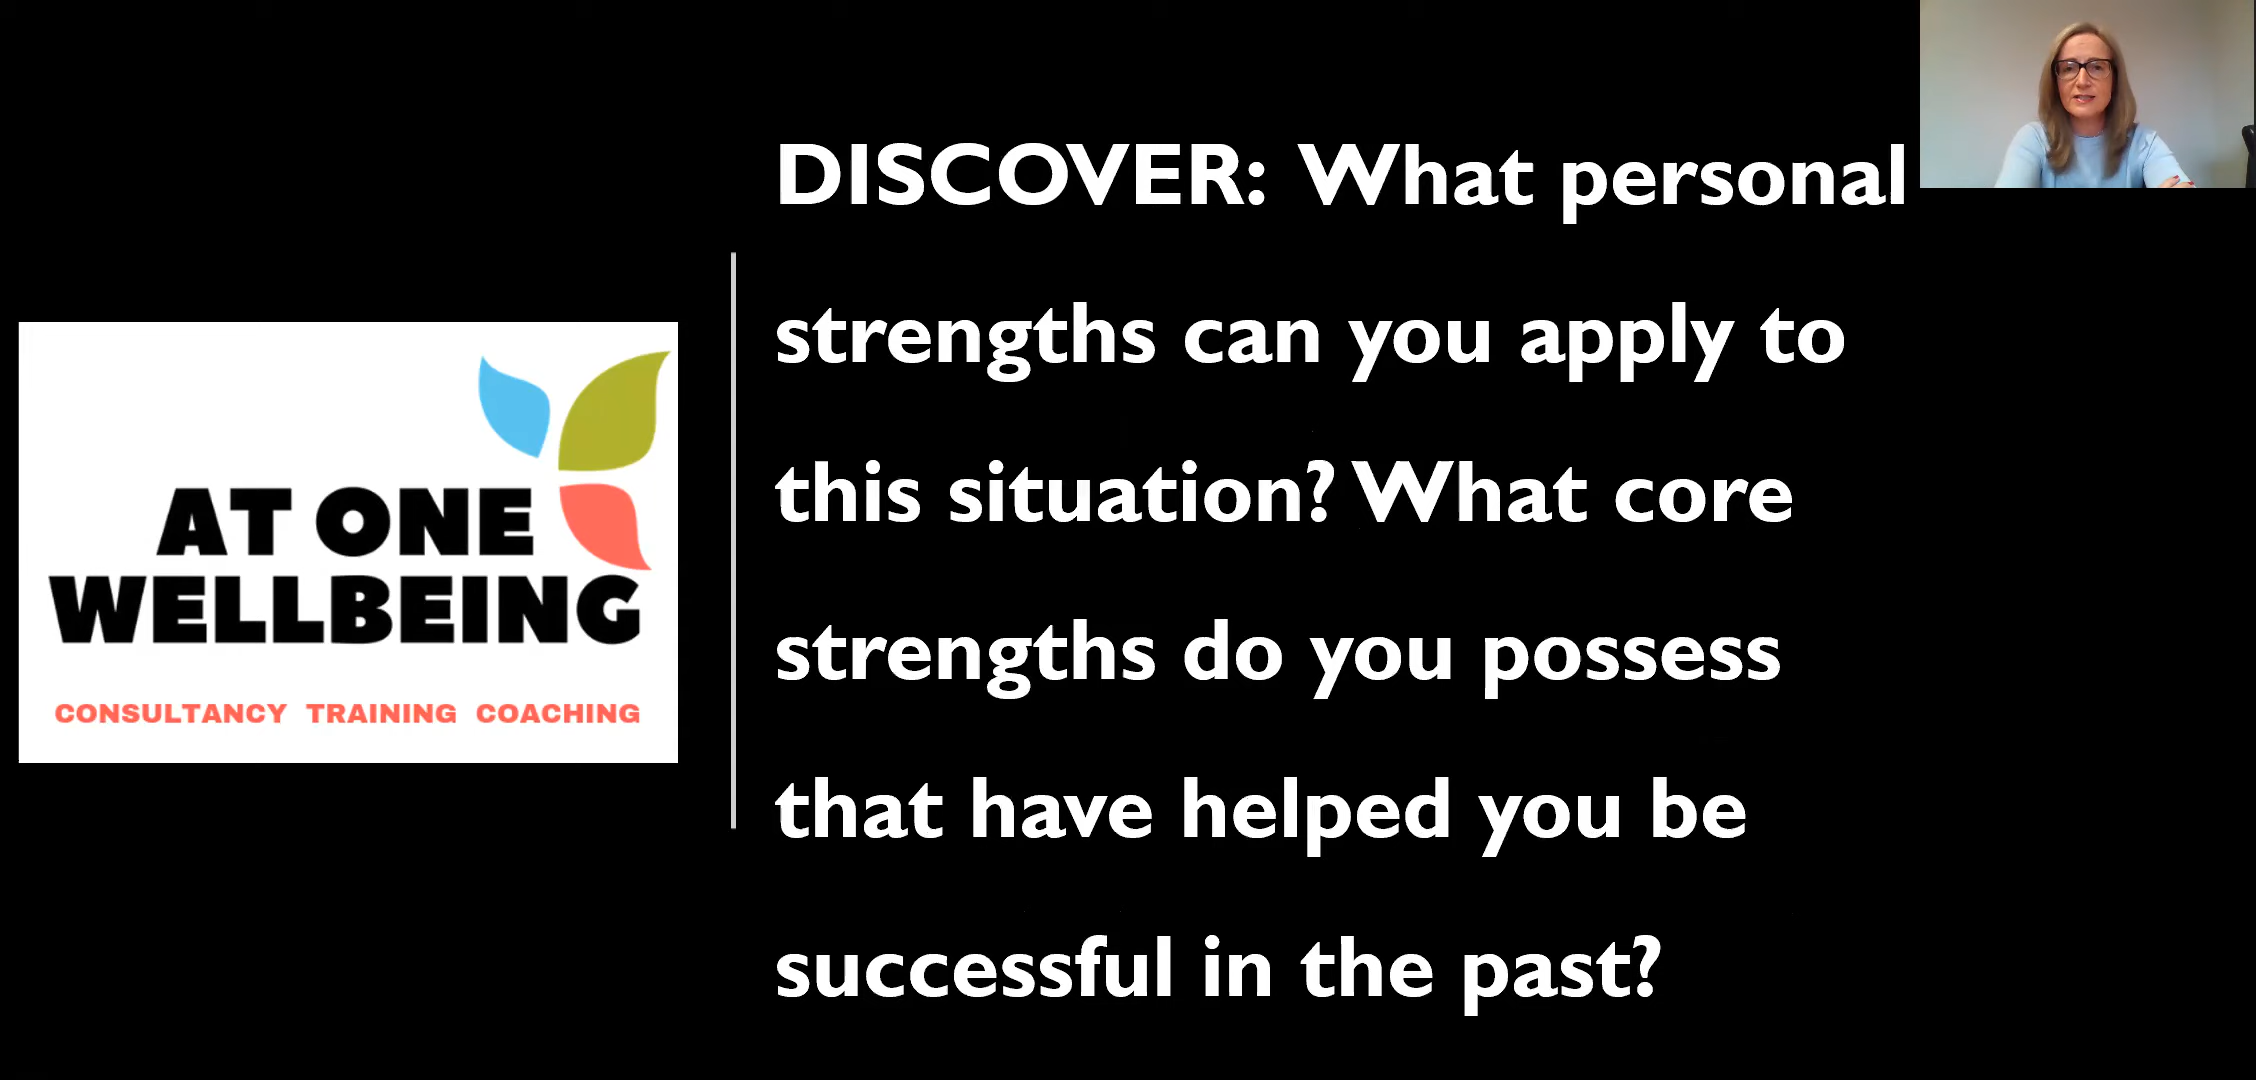 DISCOVER: What personal
strengths can you apply to
this situation? What core
strengths do you possess
that have helped you be
successful in the past?
AT ONE
WELLBEING
CONSULTANCY TRAINING COACHING